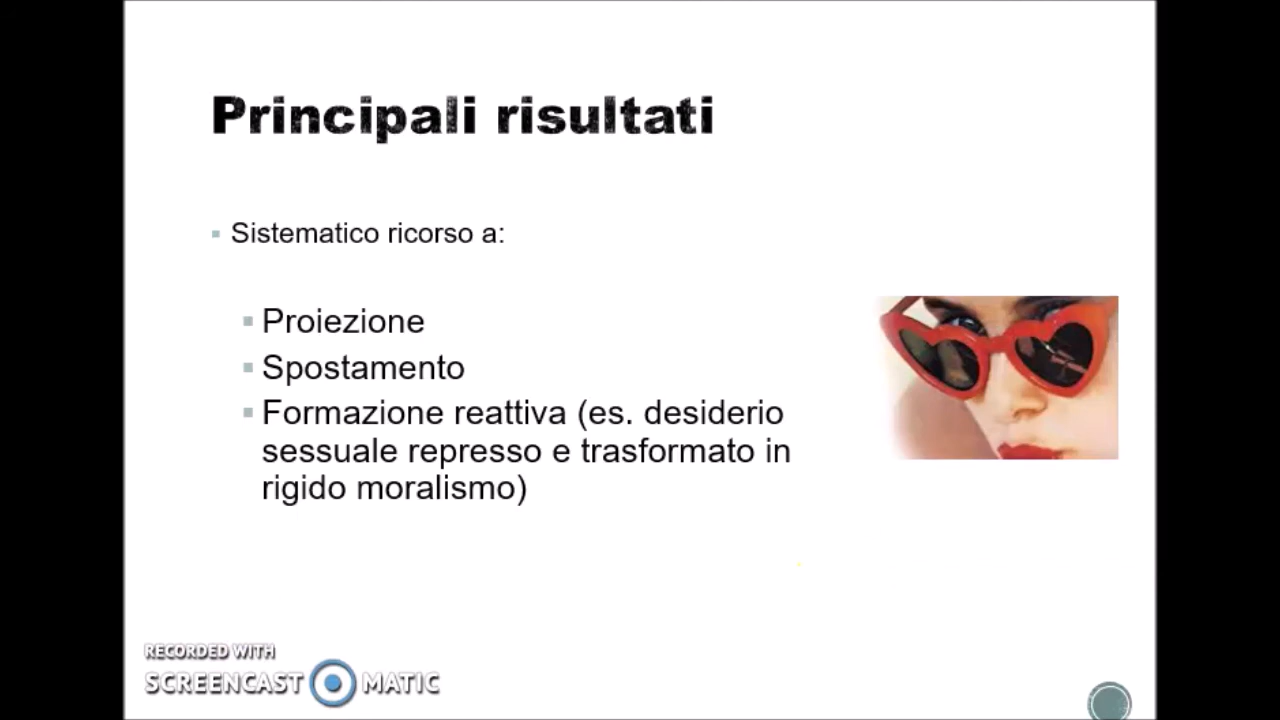 Principali risultati
Sistematico ricorso a:
Proiezione
Spostamento
Formazione reattiva (es. desiderio
sessuale represso e trasformato in
rigido moralismo)
RECORDED WITH
SCREENCAST MATIC